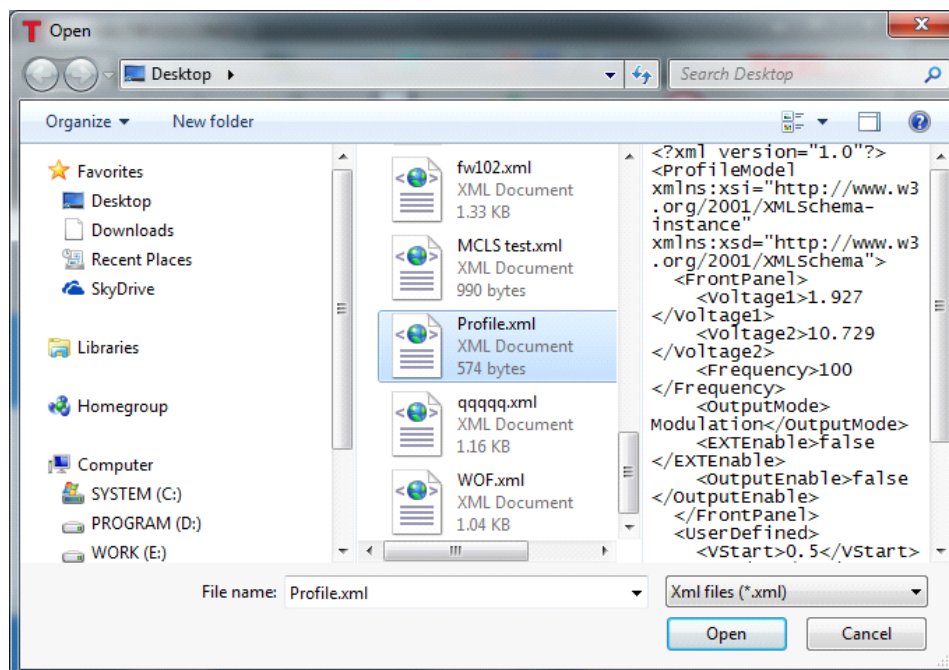 T Open
Desktop
Search Desktop
Organize
New folder
Favorites
Desktop
Downloads
Recent Places
SkyDrive
Libraries
Homegroup
Computer
SYSTEM (C:)
PROGRAM (D:)
WORK (E:)
fw102.xml
XML Document
1.33 KB
MCLS test.xml
XML Document
990 bytes
Profile.xml
XML Document
574 bytes
qqqqq.xml
XML Document
1.16 KB
WOF.xml
XML Document
1.04 KB
<?xml version="1.0"?>
<ProfileModel
xmlns:xsi="http://www.w3
.org/2001/XMLSchema-
instance"
xmlns:xsd="http://www.w3
.org/2001/XMLSchema">
<FrontPanel>
<Voltage1>1.927
</Voltage1>
<Voltage2>10.729
</Voltage2>
<Frequency>100
</Frequency>
<OutputMode>
Modulation</OutputMode>
<EXTEnable>false
</EXTEnable>
<OutputEnable>false
</OutputEnable>
</FrontPanel>
<UserDefined>
<VStart>0.5</VStart>
File name:
Profile.xml
Xml files (*.xml)
Open
Cancel